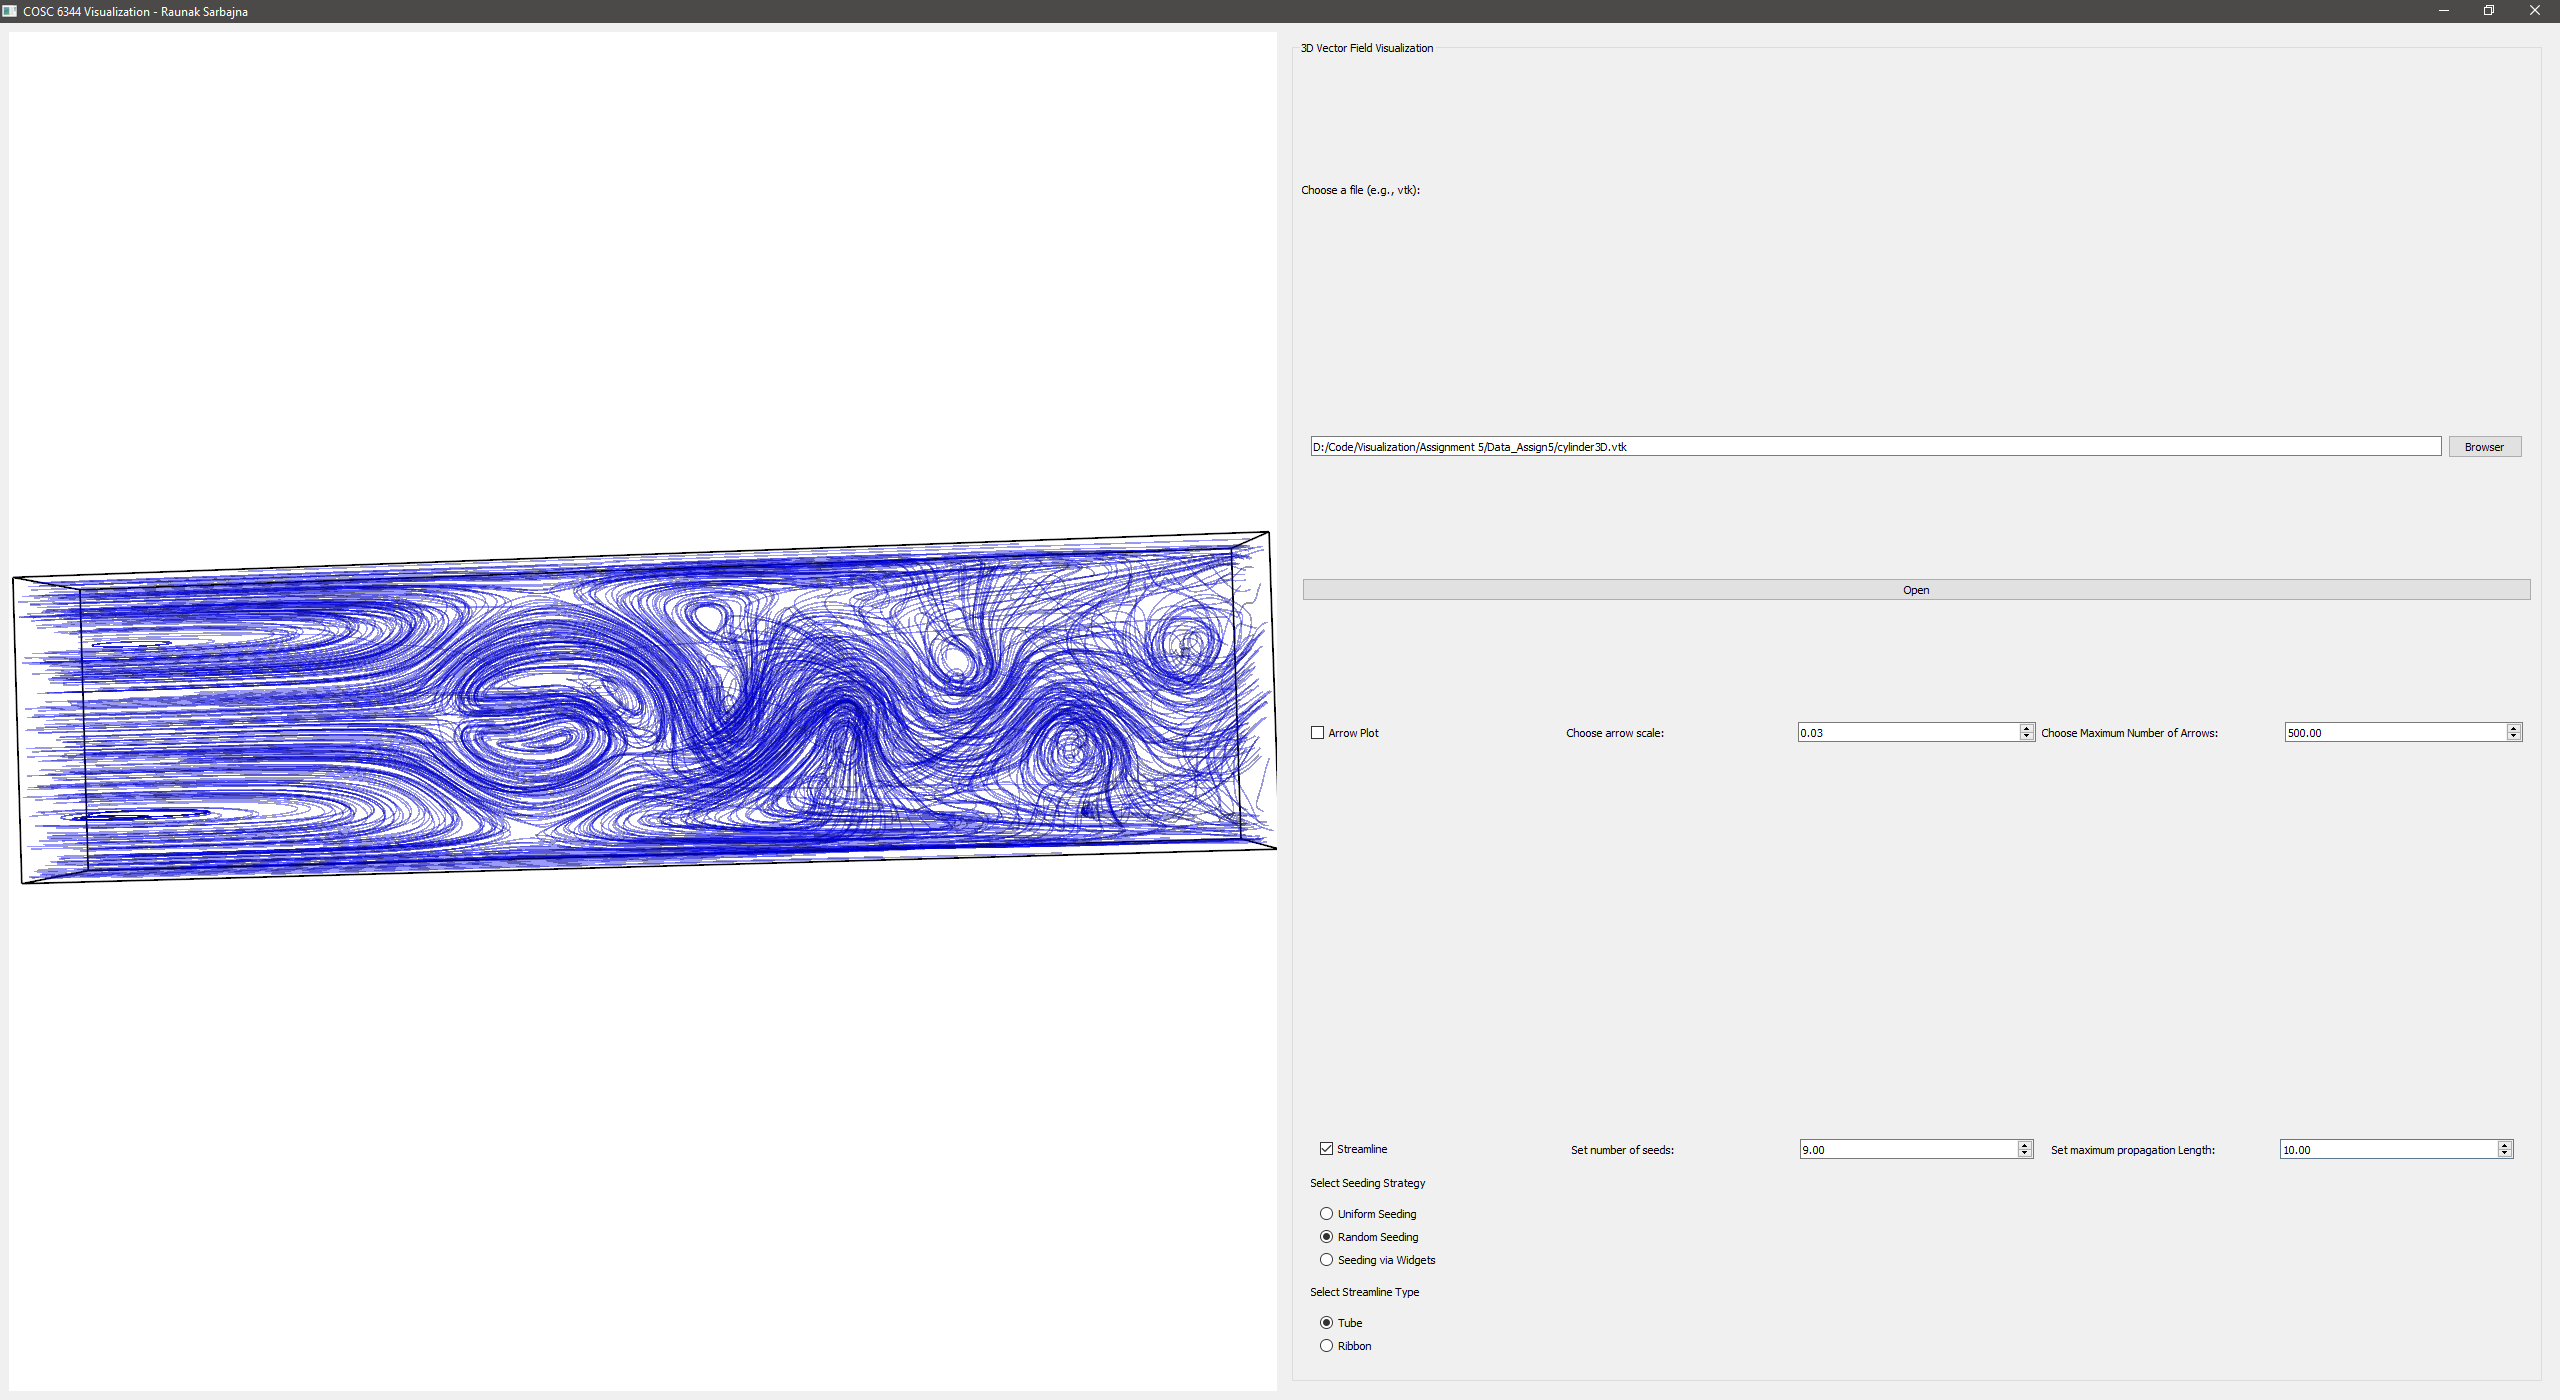 COSC 6344 Visualization - Raunak Sarbajna
3D Vector Field Visualization
Choose a file (e.g., vtk):
D:/Code/Visualization/Assignment 5/Data_Assign5/cylinder3D.vtk Browser
Open
Arrow Plot Choose arrow scale: 0.03 Choose Maximum Number of Arrows: 500.00
Streamline Set number of seeds: 9.00 Set maximum propagation Length: 10.00
Select Seeding Strategy
Uniform Seeding
Random Seeding
Seeding via Widgets
Select Streamline Type
Tube
Ribbon